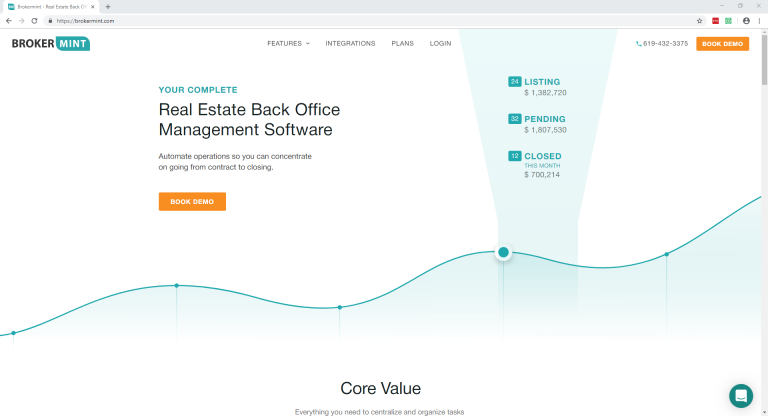 Brokermint - Real Estate Back Of
https://brokermint.com
BROKERMINT
FEATURES
INTEGRATIONS
PLANS
LOGIN
619-432-3375
BOOK DEMO
YOUR COMPLETE
Real Estate Back Office
Management Software
Automate operations so you can concentrate
on going from contract to closing.
BOOK DEMO
24 LISTING
$ 1,382,720
32 PENDING
$ 1,807,530
12 CLOSED
THIS MONTH
$ 700,214
Core Value
Everything you need to centralize and organize tasks